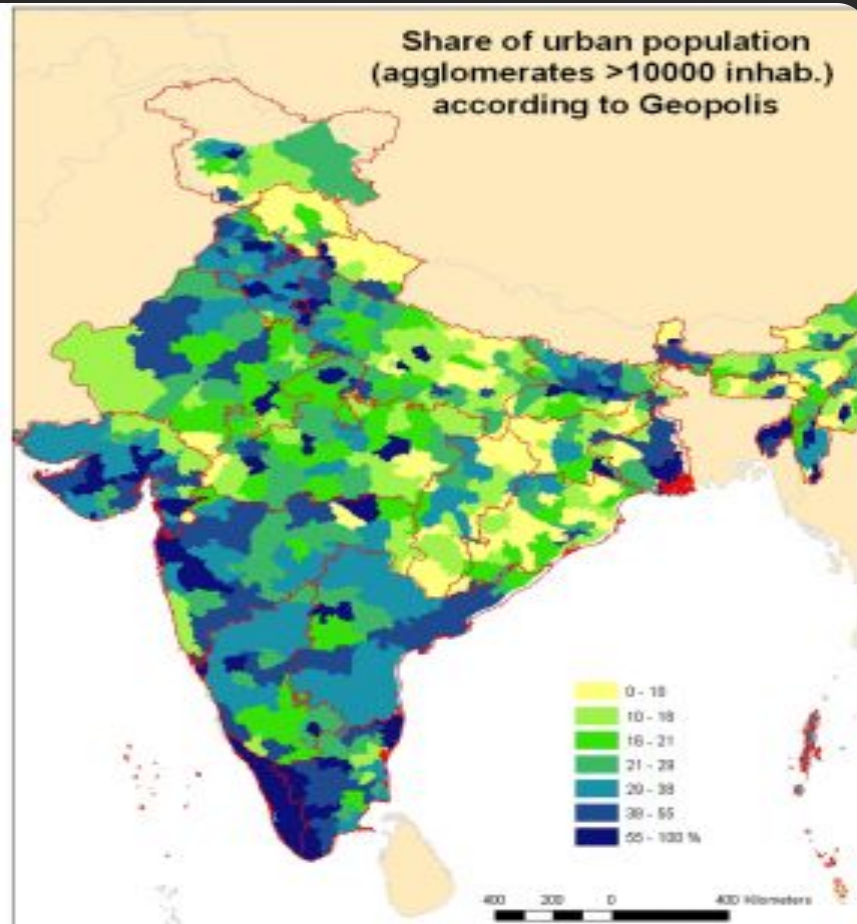 Share of urban population
(agglomerates >10000 inhab.)
according to Geopolis
0 - 10
10 - 16
16 - 21
21 - 29
29 - 38
38 - 55
55 - 100 %
400 200 0 400 Kilometers